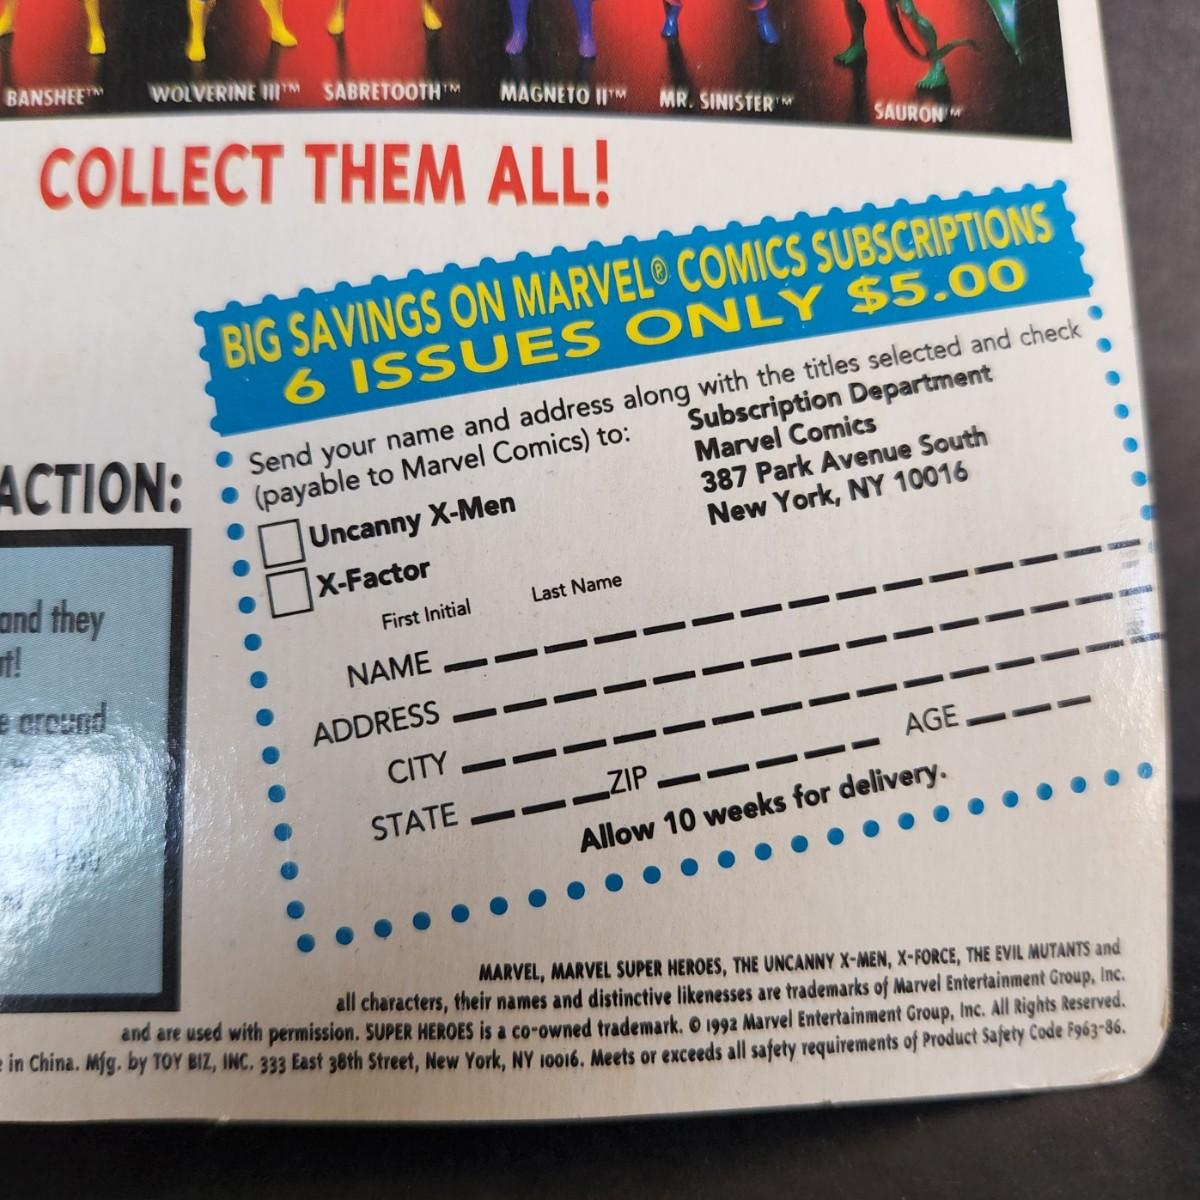 BANSHEE™ WOLVERINE III™ SABRETOOTH™ MAGNETO II™ MR. SINISTER™ SAURON™
COLLECT THEM ALL!
BIG SAVINGS ON MARVEL® COMICS SUBSCRIPTIONS
6 ISSUES ONLY $5.00
Send your name and address along with the titles selected and check
(payable to Marvel Comics) to:
Subscription Department
Marvel Comics
387 Park Avenue South
New York, NY 10016
Uncanny X-Men
X-Factor
First Initial Last Name
NAME
ADDRESS
CITY
STATE ZIP AGE
Allow 10 weeks for delivery.
ACTION:
and they
around
MARVEL, MARVEL SUPER HEROES, THE UNCANNY X-MEN, X-FORCE, THE EVIL MUTANTS and
all characters, their names and distinctive likenesses are trademarks of Marvel Entertainment Group, Inc.
and are used with permission. SUPER HEROES is a co-owned trademark. © 1992 Marvel Entertainment Group, Inc. All Rights Reserved.
in China. Mfg. by TOY BIZ, INC. 333 East 38th Street, New York, NY 10016. Meets or exceeds all safety requirements of Product Safety Code F963-86.